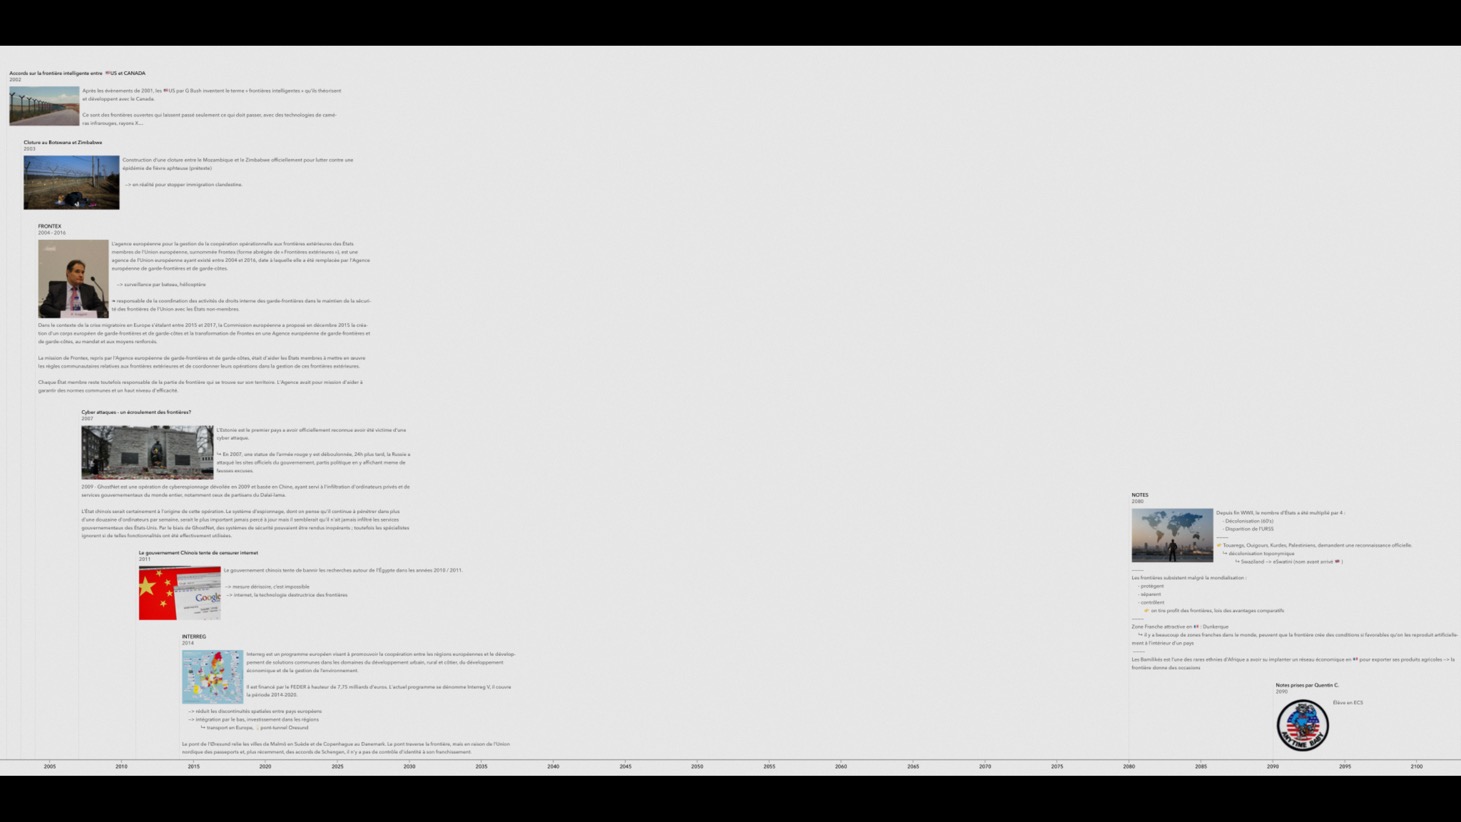 Accords sur la frontière intelligente entre US et CANADA
2002
Après les événements de 2001, les US par G Bush inventent le terme « frontières intelligentes » qu'ils théorisent
et développent avec le Canada.
Ce sont des frontières ouvertes qui laissent passé seulement ce qui doit passer, avec des technologies de camé-
ras infrarouges, rayons X...
Cloture au Botswana et Zimbabwe
2003
Construction d'une cloture entre le Mozambique et le Zimbabwe officiellement pour lutter contre une
épidémie de fièvre aphteuse (prétexte)
--> en réalité pour stopper immigration clandestine
FRONTEX
2004 - 2016
L'agence européenne pour la gestion de la coopération opérationnelle aux frontières extérieures des États
membres de l'Union européenne, surnommée Frontex (forme abrégée de « Frontières extérieures »), est une
agence de l'Union européenne ayant existé entre 2004 et 2016, date à laquelle elle a été remplacée par l'Agence
européenne de garde-frontières et de garde-côtes.
--> surveillance par bateau, hélicoptère
responsable de la coordination des activités de droits interne des garde-frontières dans le maintien de la sécuri-
té des frontières de l'Union avec les États non-membres.
Dans le contexte de la crise migratoire en Europe s'étalant entre 2015 et 2017, la Commission européenne a proposé en décembre 2015 la créa-
tion d'un corps européen de garde-frontières et de garde-côtes et la transformation de Frontex en une Agence européenne de garde-frontières et
de garde-côtes, au mandat et aux moyens renforcés.
La mission de Frontex, repris par l'Agence européenne de garde-frontières et de garde-côtes, était d'aider les États membres à mettre en œuvre
les règles communautaires relatives aux frontières extérieures et de coordonner leurs opérations dans la gestion de ces frontières extérieures.
Chaque État membre reste toutefois responsable de la partie de frontière qui se trouve sur son territoire. L'Agence avait pour mission d'aider à
garantir des normes communes et un haut niveau d'efficacité.
Cyber attaques - un écroulement des frontières?
2007
L'Estonie est le premier pays a avoir officiellement reconnue avoir été victime d'une
cyber attaque.
↪ En 2007, une statue de l'armée rouge y est déboulonnée, 24h plus tard, la Russie a
attaqué les sites officiels du gouvernement, partis politique en y affichant meme de
fausses excuses
2009 - GhostNet est une opération de cyberespionnage dévoilée en 2009 et basée en Chine, ayant servi à l'infiltration d'ordinateurs privés et de
services gouvernementaux du monde entier, notamment ceux de partisans du Dalaï-lama.
L'État chinois serait certainement à l'origine de cette opération. Le système d'espionnage, dont on pense qu'il continue à pénétrer dans plus
d'une douzaine d'ordinateurs par semaine, serait le plus important jamais percé à jour mais il semblerait qu'il n'ait jamais infiltré les services
gouvernementaux des États-Unis. Par le biais de GhostNet, des systèmes de sécurité pouvaient être rendus inopérants ; toutefois les spécialistes
ignorent si de telles fonctionnalités ont été effectivement utilisées.
Le gouvernement Chinois tente de censurer internet
2011
Le gouvernement chinois tente de bannir les recherches autour de l'Égypte dans les années 2010 / 2011.
--> mesure dérisoire, c'est impossible
--> internet, la technologie destructrice des frontières
Google
INTERREG
2014
Interreg est un programme européen visant à promouvoir la coopération entre les régions européennes et le dévelop-
pement de solutions communes dans les domaines du développement urbain, rural et côtier, du développement
économique et de la gestion de l'environnement.
Il est financé par le FEDER à hauteur de 7,75 milliards d'euros. L'actuel programme se dénomme Interreg V, il couvre
la période 2014-2020.
--> réduit les discontinuités spatiales entre pays européens
--> intégration par le bas, investissement dans les régions
↪ transport en Europe, : pont-tunnel Oresund
Le pont de l'Øresund relie les villes de Malmö en Suède et de Copenhague au Danemark. Le pont traverse la frontière, mais en raison de l'Union
nordique des passeports et, plus récemment, des accords de Schengen, il n'y a pas de contrôle d'identité à son franchissement.
NOTES
2080
Depuis fin WWII, le nombre d'États a été multiplié par 4 :
- Décolonisation (60's)
- Disparition de l'URSS
------
👉 Touaregs, Ouigours, Kurdes, Palestiniens, demandent une reconnaissance officielle.
↪ décolonisation toponymique
↪ Swaziland --> eSwatini (nom avant arrivé )
------
Les frontières subsistent malgré la mondialisation :
- protègent
- séparent
- contrôlent
👉 on tire profit des frontières, lois des avantages comparatifs
------
Zone Franche attractive en : Dunkerque
↪ il y a beaucoup de zones franches dans le monde, peuvent que la frontière crée des conditions si favorables qu'on les reproduit artificielle-
ment à l'intérieur d'un pays
------
Les Bamilékés est l'une des rares ethnies d'Afrique a avoir su implanter un réseau économique en pour exporter ses produits agricoles --> la
frontière donne des occasions
Notes prises par Quentin C.
2090
Élève en ECS
ANYTIME BABY
2005 2010 2015 2020 2025 2030 2035 2040 2045 2050 2055 2060 2065 2070 2075 2080 2085 2090 2095 2100